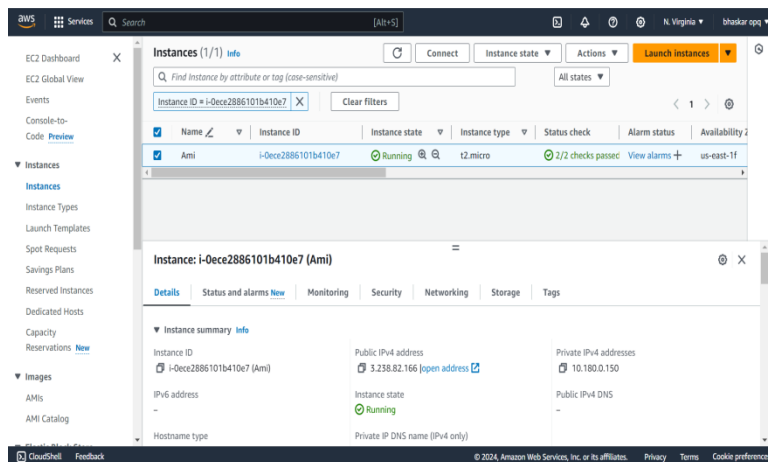 aws Services Search [Alt+S] N. Virginia ▼ bhaskar opq ▼
EC2 Dashboard
EC2 Global View
Events
Console-to-
Code Preview
▼ Instances
Instances
Instance Types
Launch Templates
Spot Requests
Savings Plans
Reserved Instances
Dedicated Hosts
Capacity
Reservations New
▼ Images
AMIs
AMI Catalog
Instances (1/1) Info
Connect Instance state ▼ Actions ▼ Launch instances ▼
Find Instance by attribute or tag (case-sensitive) All states ▼
Instance ID = i-0ece2886101b410e7 X Clear filters
1
Name Instance ID Instance state Instance type Status check Alarm status Availability
Ami i-0ece2886101b410e7 Running t2.micro 2/2 checks passed View alarms + us-east-1f
Instance: i-0ece2886101b410e7 (Ami)
Details Status and alarms New Monitoring Security Networking Storage Tags
▼ Instance summary Info
Instance ID Public IPv4 address Private IPv4 addresses
i-0ece2886101b410e7 (Ami) 3.238.82.166 |open address 10.180.0.150
IPv6 address Instance state Public IPv4 DNS
– Running –
Hostname type Private IP DNS name (IPv4 only)
CloudShell Feedback © 2024, Amazon Web Services, Inc. or its affiliates. Privacy Terms Cookie preference